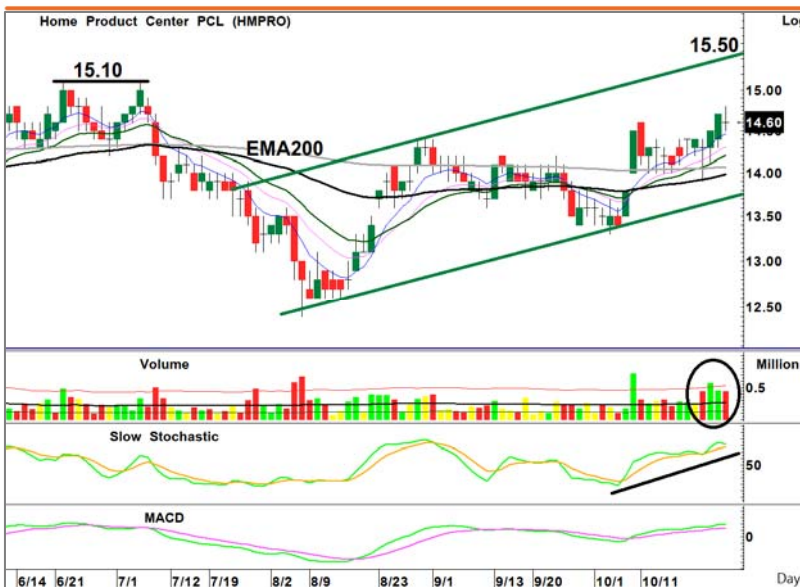 Home Product Center PCL (HMPRO)
Log
15.50
15.10
15.00
14.60
EMA200
14.00
13.50
13.00
12.50
Volume
Million
0.5
Slow Stochastic
50
MACD
0
6/14 6/21 7/1 7/12 7/19 8/2 8/9 8/23 9/1 9/13 9/20 10/1 10/11 Day